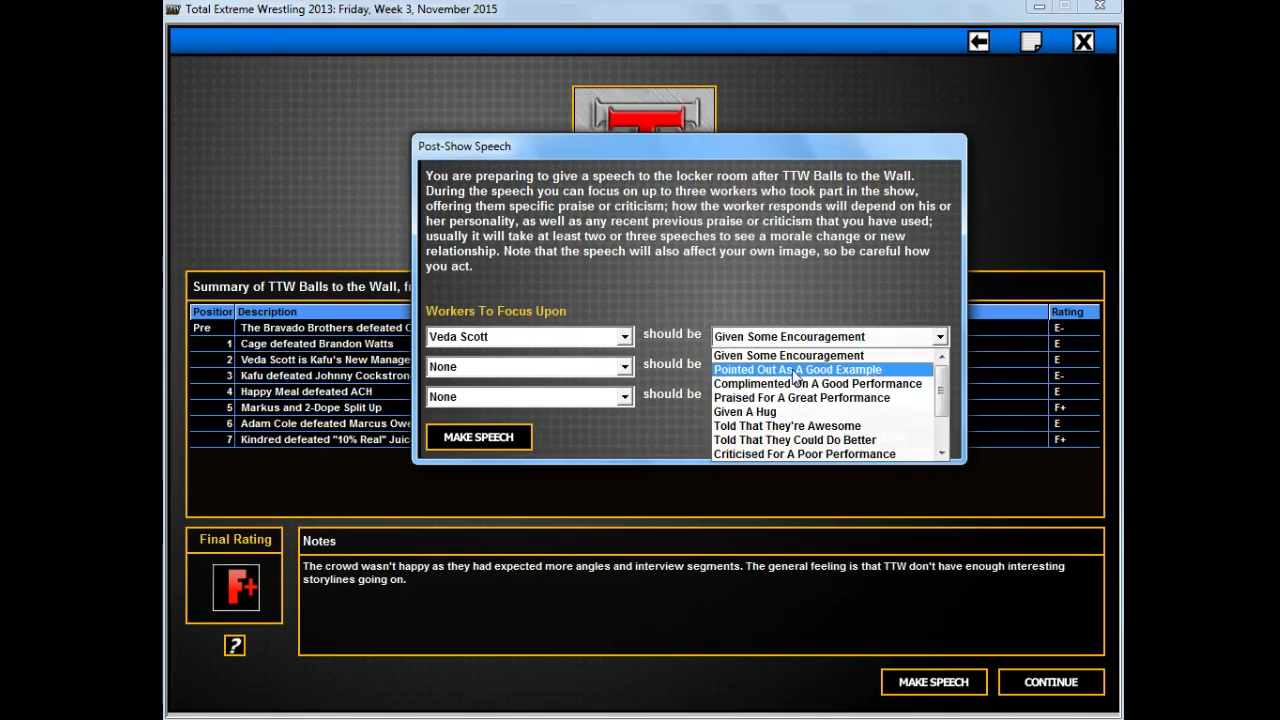 Total Extreme Wrestling 2013: Friday, Week 3, November 2015
Post-Show Speech
You are preparing to give a speech to the locker room after TTW Balls to the Wall.
During the speech you can focus on up to three workers who took part in the show,
offering them specific praise or criticism; how the worker responds will depend on his or
her personality, as well as any recent previous praise or criticism that you have used;
usually it will take at least two or three speeches to see a morale change or new
relationship. Note that the speech will also affect your own image, so be careful how
you act.
Workers To Focus Upon
Veda Scott should be Given Some Encouragement
None should be
None should be
Given Some Encouragement
Pointed Out As A Good Example
Complimented On A Good Performance
Praised For A Great Performance
Given A Hug
Told That They're Awesome
Told That They Could Do Better
Criticised For A Poor Performance
MAKE SPEECH
Summary of TTW Balls to the Wall,
Position Description Rating
Pre The Bravado Brothers defeated E-
1 Cage defeated Brandon Watts E
2 Veda Scott is Kafu's New Manage E
3 Kafu defeated Johnny Cockstron E-
4 Happy Meal defeated ACH E
5 Markus and 2-Dope Split Up F+
6 Adam Cole defeated Marcus Owe E
7 Kindred defeated "10% Real" Juic F+
Final Rating
F+
?
Notes
The crowd wasn't happy as they had expected more angles and interview segments. The general feeling is that TTW don't have enough interesting
storylines going on.
MAKE SPEECH
CONTINUE